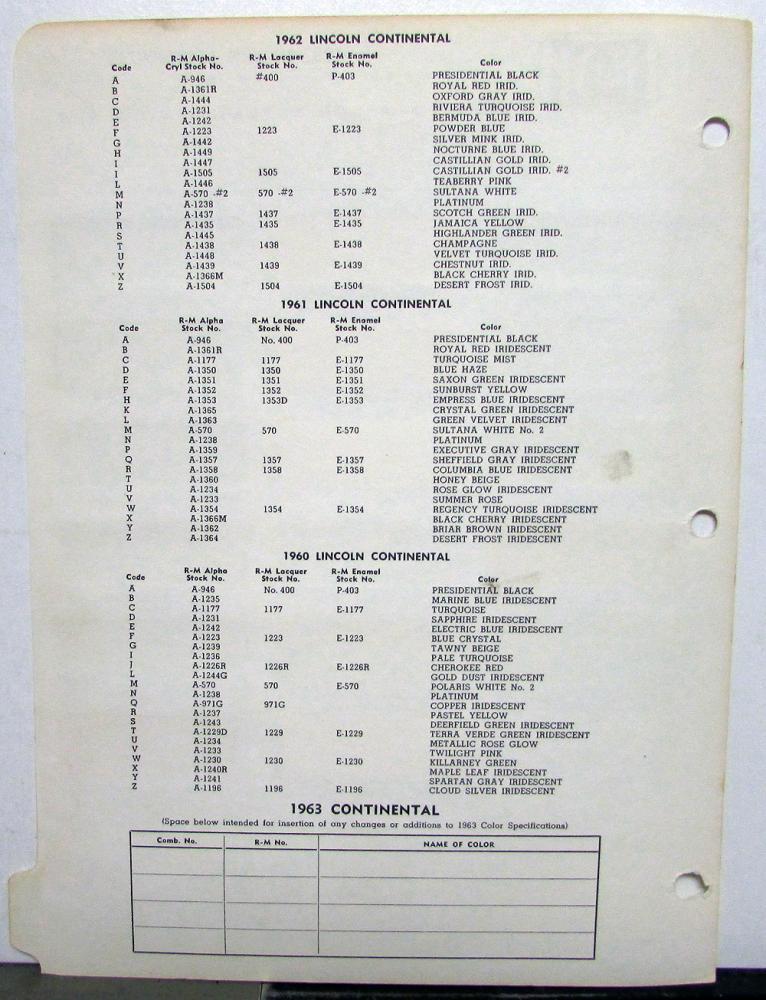 1962 LINCOLN CONTINENTAL
Code R-M Alpha-Cryl Stock No. R-M Lacquer Stock No. R-M Enamel Stock No. Color
A A-946 #400 P-403 PRESIDENTIAL BLACK
B A-1361R ROYAL RED IRID.
C A-1444 OXFORD GRAY IRID.
D A-1231 RIVIERA TURQUOISE IRID.
E A-1242 BERMUDA BLUE IRID.
F A-1223 1223 E-1223 POWDER BLUE
G A-1442 SILVER MINK IRID.
H A-1449 NOCTURNE BLUE IRID.
I A-1447 CASTILLIAN GOLD IRID.
I A-1505 1505 E-1505 CASTILLIAN GOLD IRID. #2
L A-1446 TEABERRY PINK
M A-570 -#2 570 -#2 E-570 -#2 SULTANA WHITE
N A-1238 PLATINUM
P A-1437 1437 E-1437 SCOTCH GREEN IRID.
R A-1435 1435 E-1435 JAMAICA YELLOW
S A-1445 HIGHLANDER GREEN IRID.
T A-1438 1438 E-1438 CHAMPAGNE
U A-1448 VELVET TURQUOISE IRID.
V A-1439 1439 E-1439 CHESTNUT IRID.
X A-1366M BLACK CHERRY IRID.
Z A-1504 1504 E-1504 DESERT FROST IRID.
1961 LINCOLN CONTINENTAL
Code R-M Alpha Stock No. R-M Lacquer Stock No. R-M Enamel Stock No. Color
A A-946 No. 400 P-403 PRESIDENTIAL BLACK
B A-1361R ROYAL RED IRIDESCENT
C A-1177 1177 E-1177 TURQUOISE MIST
D A-1350 1350 E-1350 BLUE HAZE
E A-1351 1351 E-1351 SAXON GREEN IRIDESCENT
F A-1352 1352 E-1352 SUNBURST YELLOW
H A-1353 1353D E-1353 EMPRESS BLUE IRIDESCENT
K A-1365 CRYSTAL GREEN IRIDESCENT
L A-1363 GREEN VELVET IRIDESCENT
M A-570 570 E-570 SULTANA WHITE No. 2
N A-1238 PLATINUM
P A-1359 EXECUTIVE GRAY IRIDESCENT
Q A-1357 1357 E-1357 SHEFFIELD GRAY IRIDESCENT
R A-1358 1358 E-1358 COLUMBIA BLUE IRIDESCENT
T A-1360 HONEY BEIGE
U A-1234 ROSE GLOW IRIDESCENT
V A-1233 SUMMER ROSE
W A-1354 1354 E-1354 REGENCY TURQUOISE IRIDESCENT
X A-1366M BLACK CHERRY IRIDESCENT
Y A-1362 BRIAR BROWN IRIDESCENT
Z A-1364 DESERT FROST IRIDESCENT
1960 LINCOLN CONTINENTAL
Code R-M Alpha Stock No. R-M Lacquer Stock No. R-M Enamel Stock No. Color
A A-946 No. 400 P-403 PRESIDENTIAL BLACK
B A-1235 MARINE BLUE IRIDESCENT
C A-1177 1177 E-1177 TURQUOISE
D A-1231 SAPPHIRE IRIDESCENT
E A-1242 ELECTRIC BLUE IRIDESCENT
F A-1223 1223 E-1223 BLUE CRYSTAL
G A-1239 TAWNY BEIGE
I A-1236 PALE TURQUOISE
J A-1226R 1226R E-1226R CHEROKEE RED
L A-1244G GOLD DUST IRIDESCENT
M A-570 570 E-570 POLARIS WHITE No. 2
N A-1238 PLATINUM
Q A-971G 971G COPPER IRIDESCENT
R A-1237 PASTEL YELLOW
S A-1243 DEERFIELD GREEN IRIDESCENT
T A-1229D 1229 E-1229 TERRA VERDE GREEN IRIDESCENT
U A-1234 METALLIC ROSE GLOW
V A-1233 TWILIGHT PINK
W A-1230 1230 E-1230 KILLARNEY GREEN
X A-1240R MAPLE LEAF IRIDESCENT
Y A-1241 SPARTAN GRAY IRIDESCENT
Z A-1196 1196 E-1196 CLOUD SILVER IRIDESCENT
1963 CONTINENTAL
(Space below intended for insertion of any changes or additions to 1963 Color Specifications)
Comb. No. R-M No. NAME OF COLOR